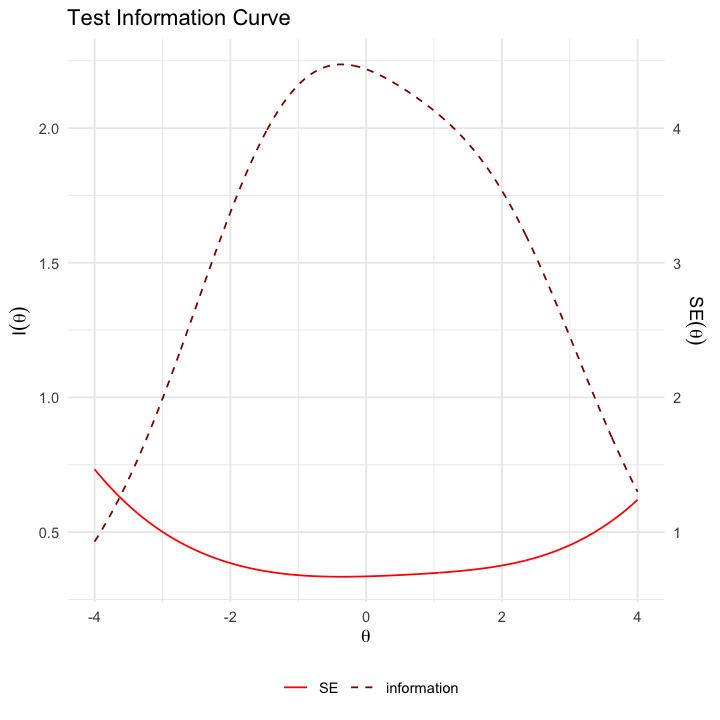 Test Information Curve
I(θ)
2.0
1.5
1.0
0.5
4
3
2
1
SE(θ)
-4 -2 0 2 4
θ
SE information